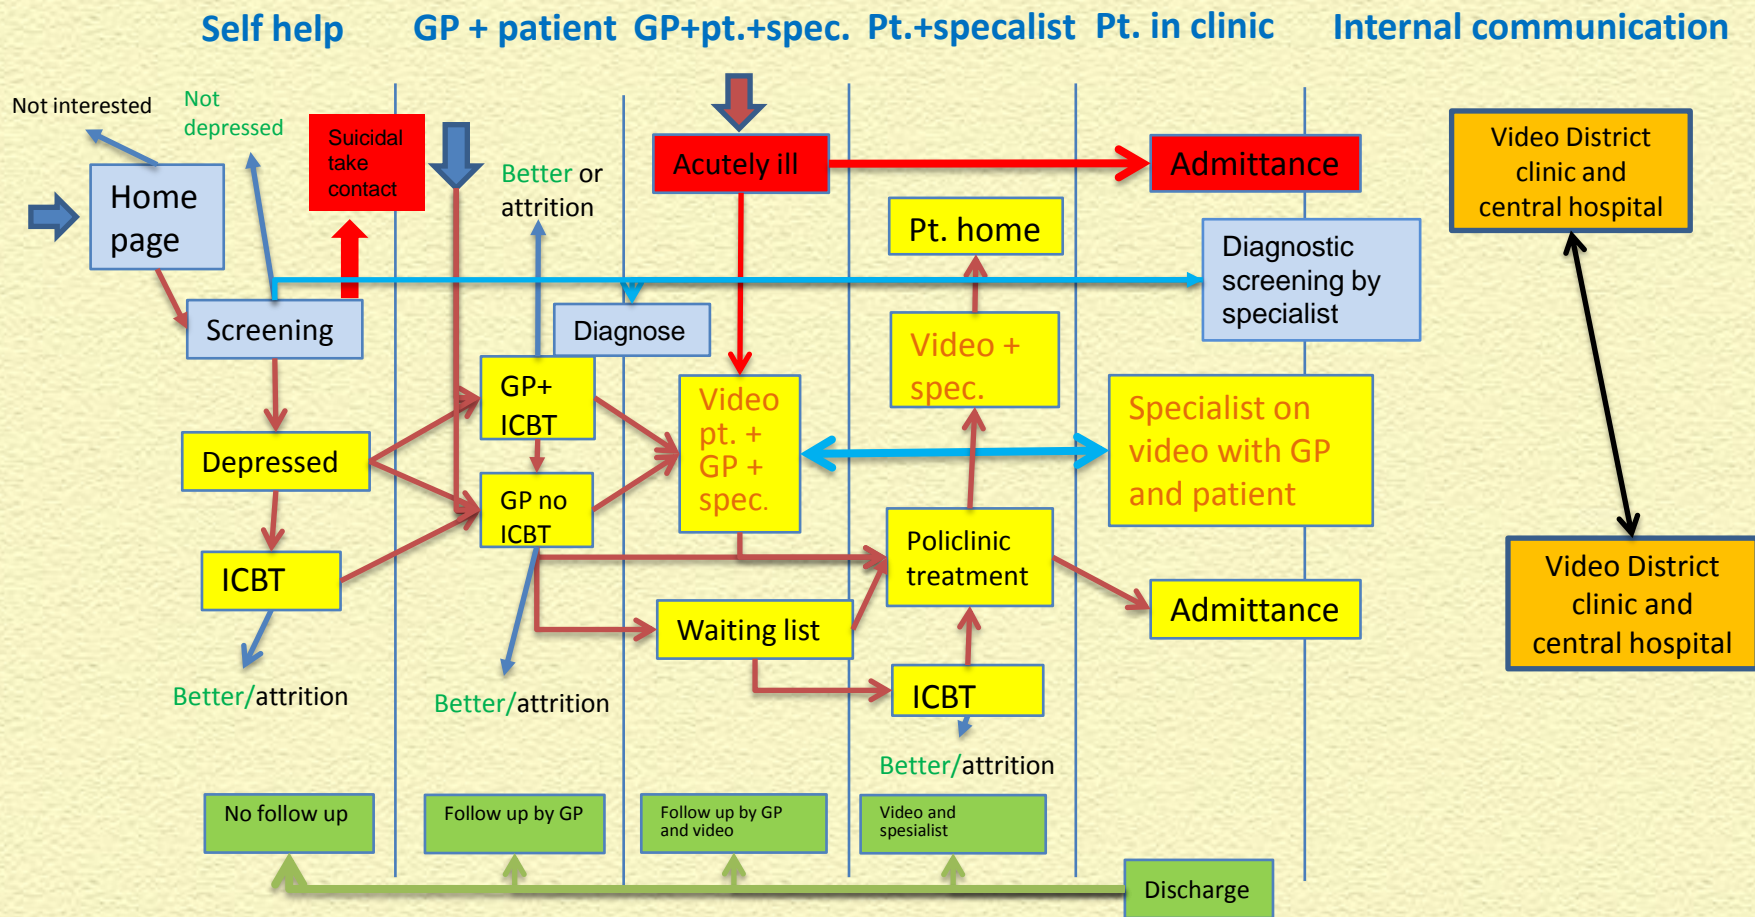 Self help
GP + patient
GP+pt.+spec.
Pt.+specalist
Pt. in clinic
Internal communication
Not interested
Not
depressed
Suicidal
take
contact
Home
page
Better or
attrition
Acutely ill
Admittance
Video District
clinic and
central hospital
Pt. home
Diagnostic
screening by
specialist
Screening
Diagnose
Video +
spec.
GP+
ICBT
Video
pt. +
GP +
spec.
Specialist on
video with GP
and patient
Depressed
GP no
ICBT
Policlinic
treatment
ICBT
Waiting list
Admittance
Video District
clinic and
central hospital
ICBT
Better/attrition
Better/attrition
Better/attrition
No follow up
Follow up by GP
Follow up by GP
and video
Video and
spesialist
Discharge